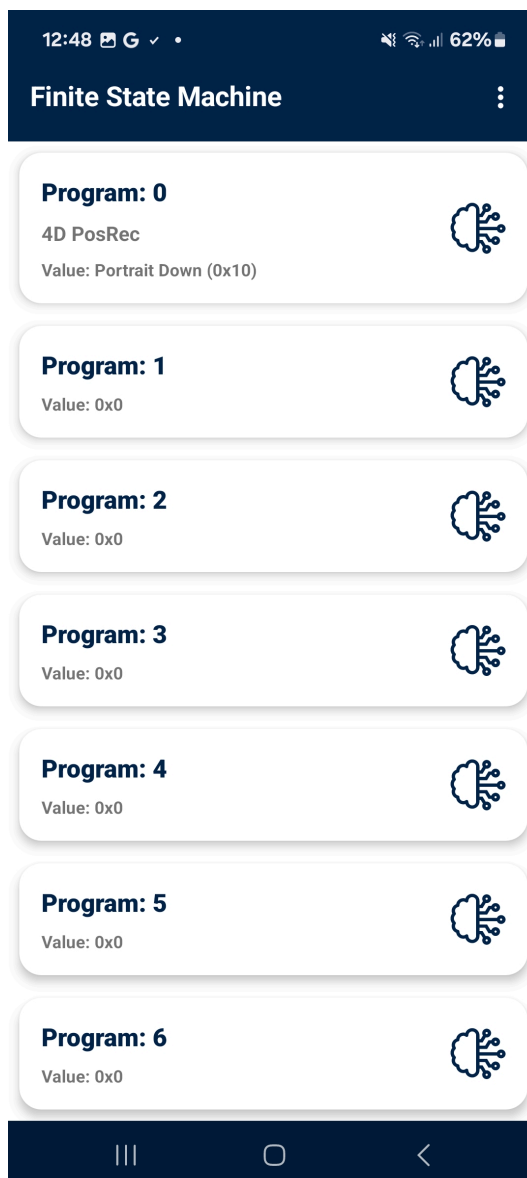 12:48 G
62%
Finite State Machine
Program: 0
4D PosRec
Value: Portrait Down (0x10)
Program: 1
Value: 0x0
Program: 2
Value: 0x0
Program: 3
Value: 0x0
Program: 4
Value: 0x0
Program: 5
Value: 0x0
Program: 6
Value: 0x0